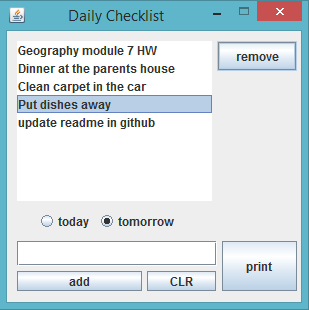 Daily Checklist
Geography module 7 HW
Dinner at the parents house
Clean carpet in the car
Put dishes away
update readme in github
remove
today
tomorrow
add
CLR
print